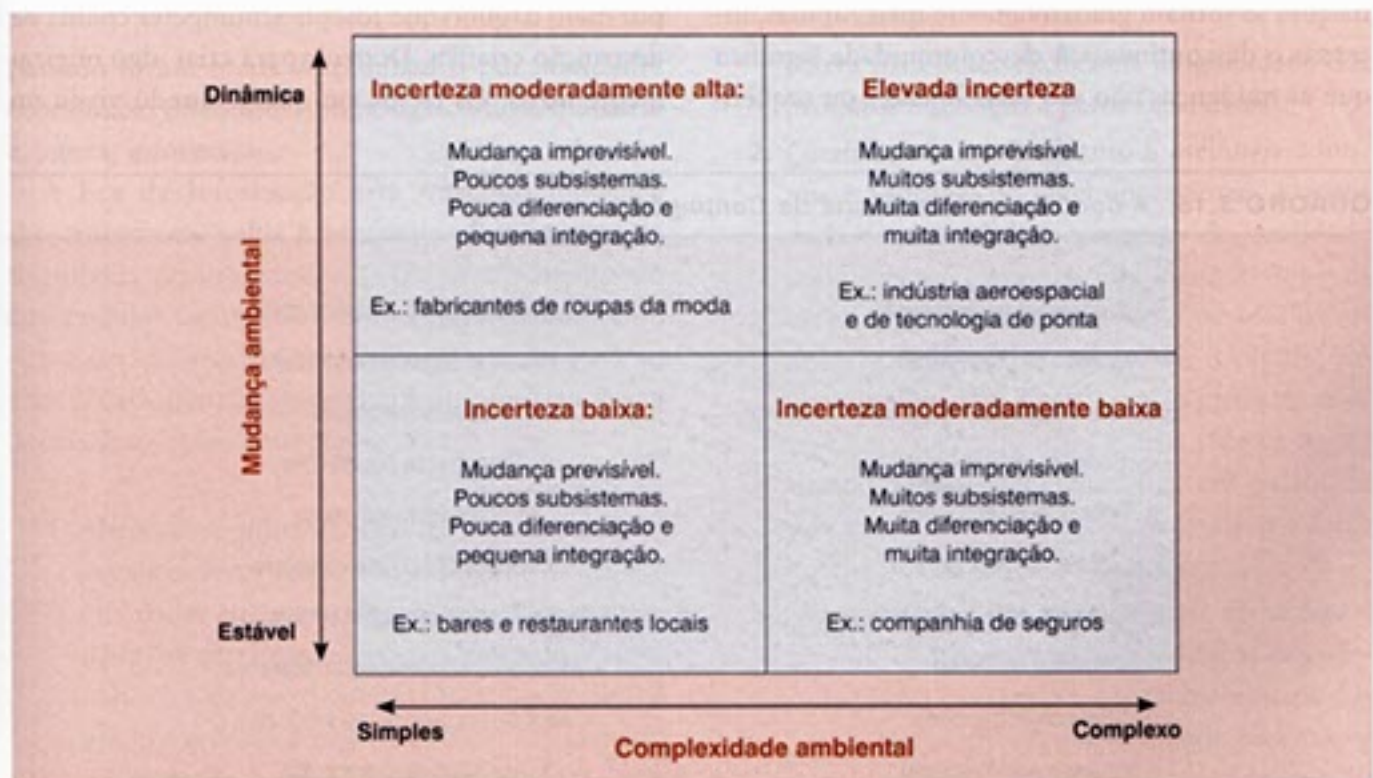 Dinâmica
Mudança ambiental
Estável
Incerteza moderadamente alta:
Mudança imprevisível.
Poucos subsistemas.
Pouca diferenciação e
pequena integração.
Ex.: fabricantes de roupas da moda
Elevada incerteza
Mudança imprevisível.
Muitos subsistemas.
Muita diferenciação e
muita integração.
Ex.: indústria aeroespacial
e de tecnologia de ponta
Incerteza baixa:
Mudança previsível.
Poucos subsistemas.
Pouca diferenciação e
pequena integração.
Ex.: bares e restaurantes locais
Incerteza moderadamente baixa
Mudança imprevisível.
Muitos subsistemas.
Muita diferenciação e
muita integração.
Ex.: companhia de seguros
Simples
Complexo
Complexidade ambiental